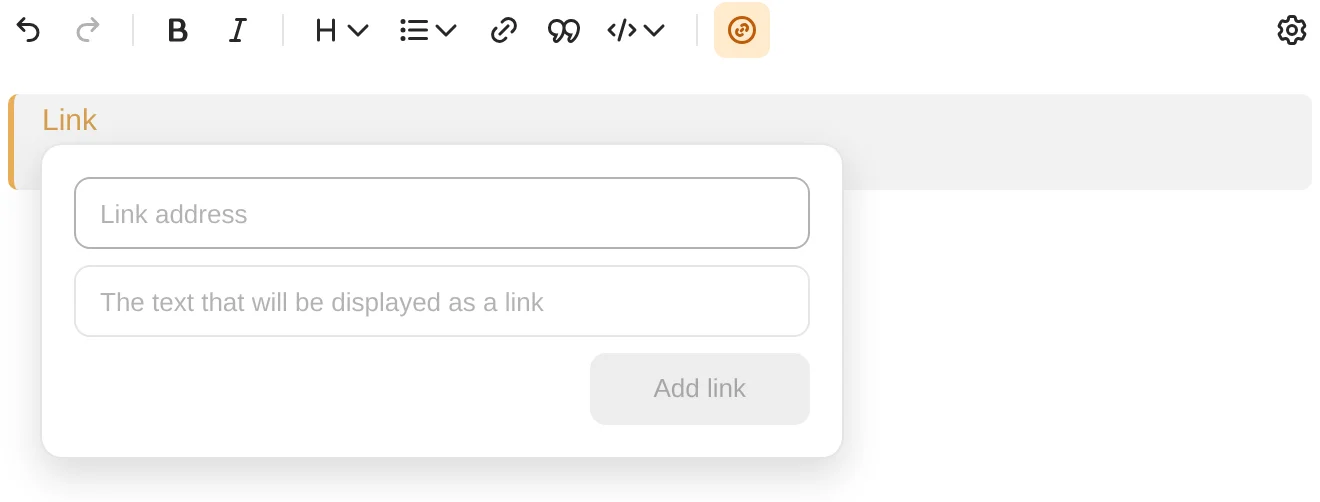 B I H </>
Link
Link address
The text that will be displayed as a link
Add link